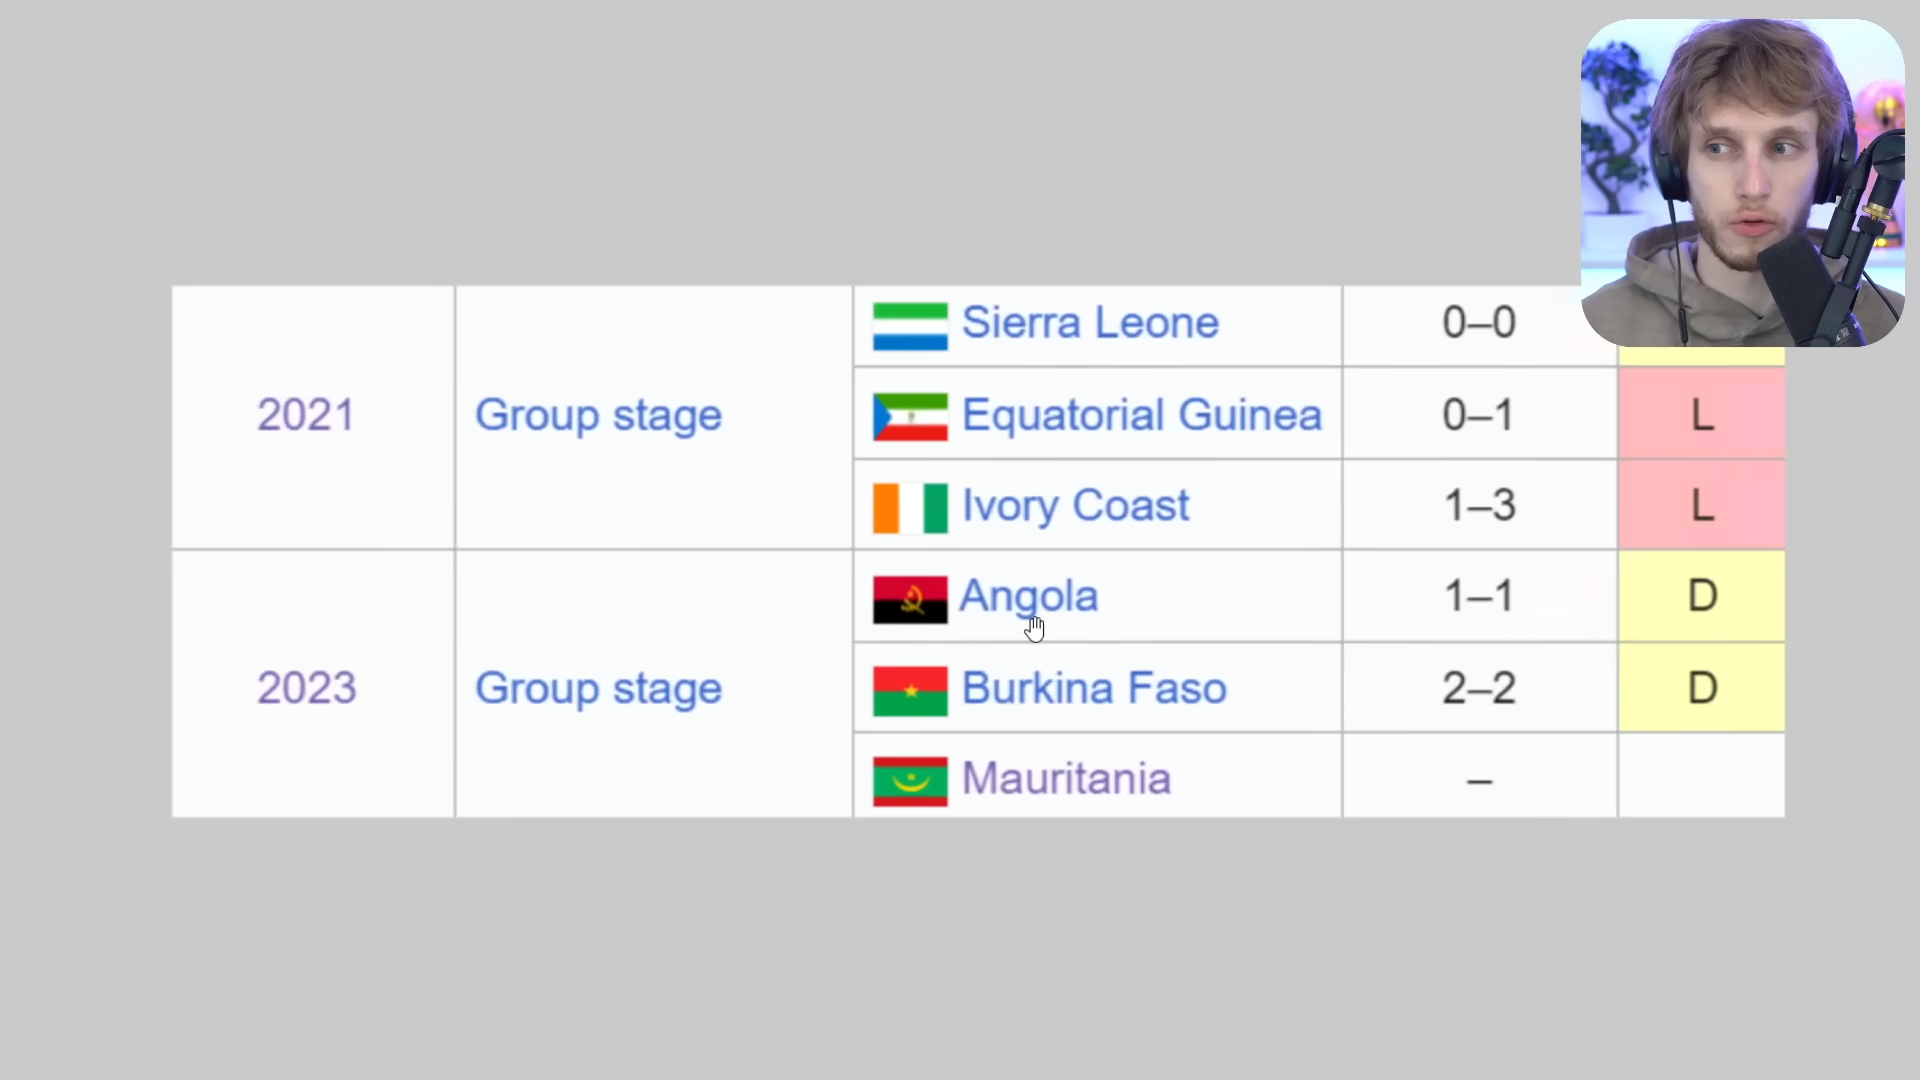 Sierra Leone 0–0
2021 Group stage Equatorial Guinea 0–1 L
Ivory Coast 1–3 L
Angola 1–1 D
2023 Group stage Burkina Faso 2–2 D
Mauritania –